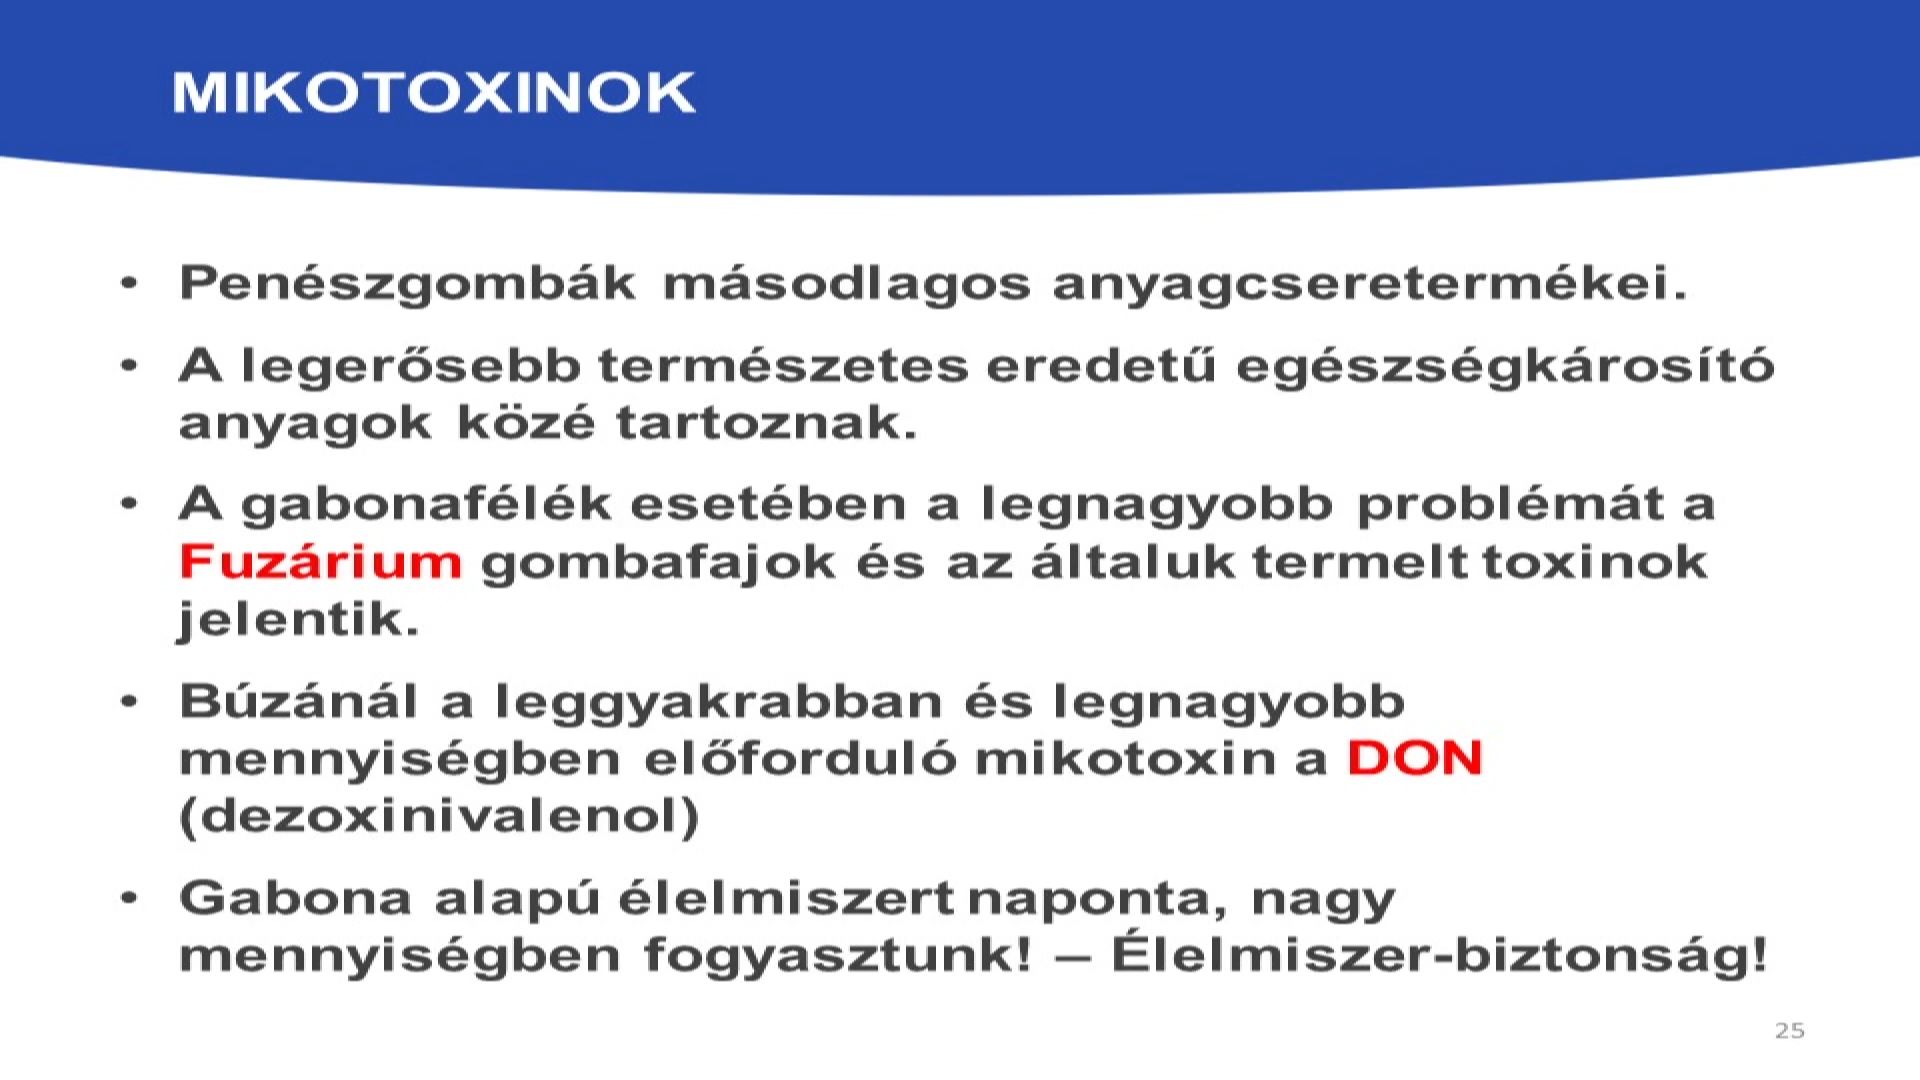 MIKOTOXINOK
• Penészgombák másodlagos anyagcseretermékei.
• A legerősebb természetes eredetű egészségkárosító
anyagok közé tartoznak.
• A gabonafélék esetében a legnagyobb problémát a
Fuzárium gombafajok és az általuk termelt toxinok
jelentik.
• Búzánál a leggyakrabban és legnagyobb
mennyiségben előforduló mikotoxin a DON
(dezoxinivalenol)
• Gabona alapú élelmiszert naponta, nagy
mennyiségben fogyasztunk! – Élelmiszer-biztonság!
25